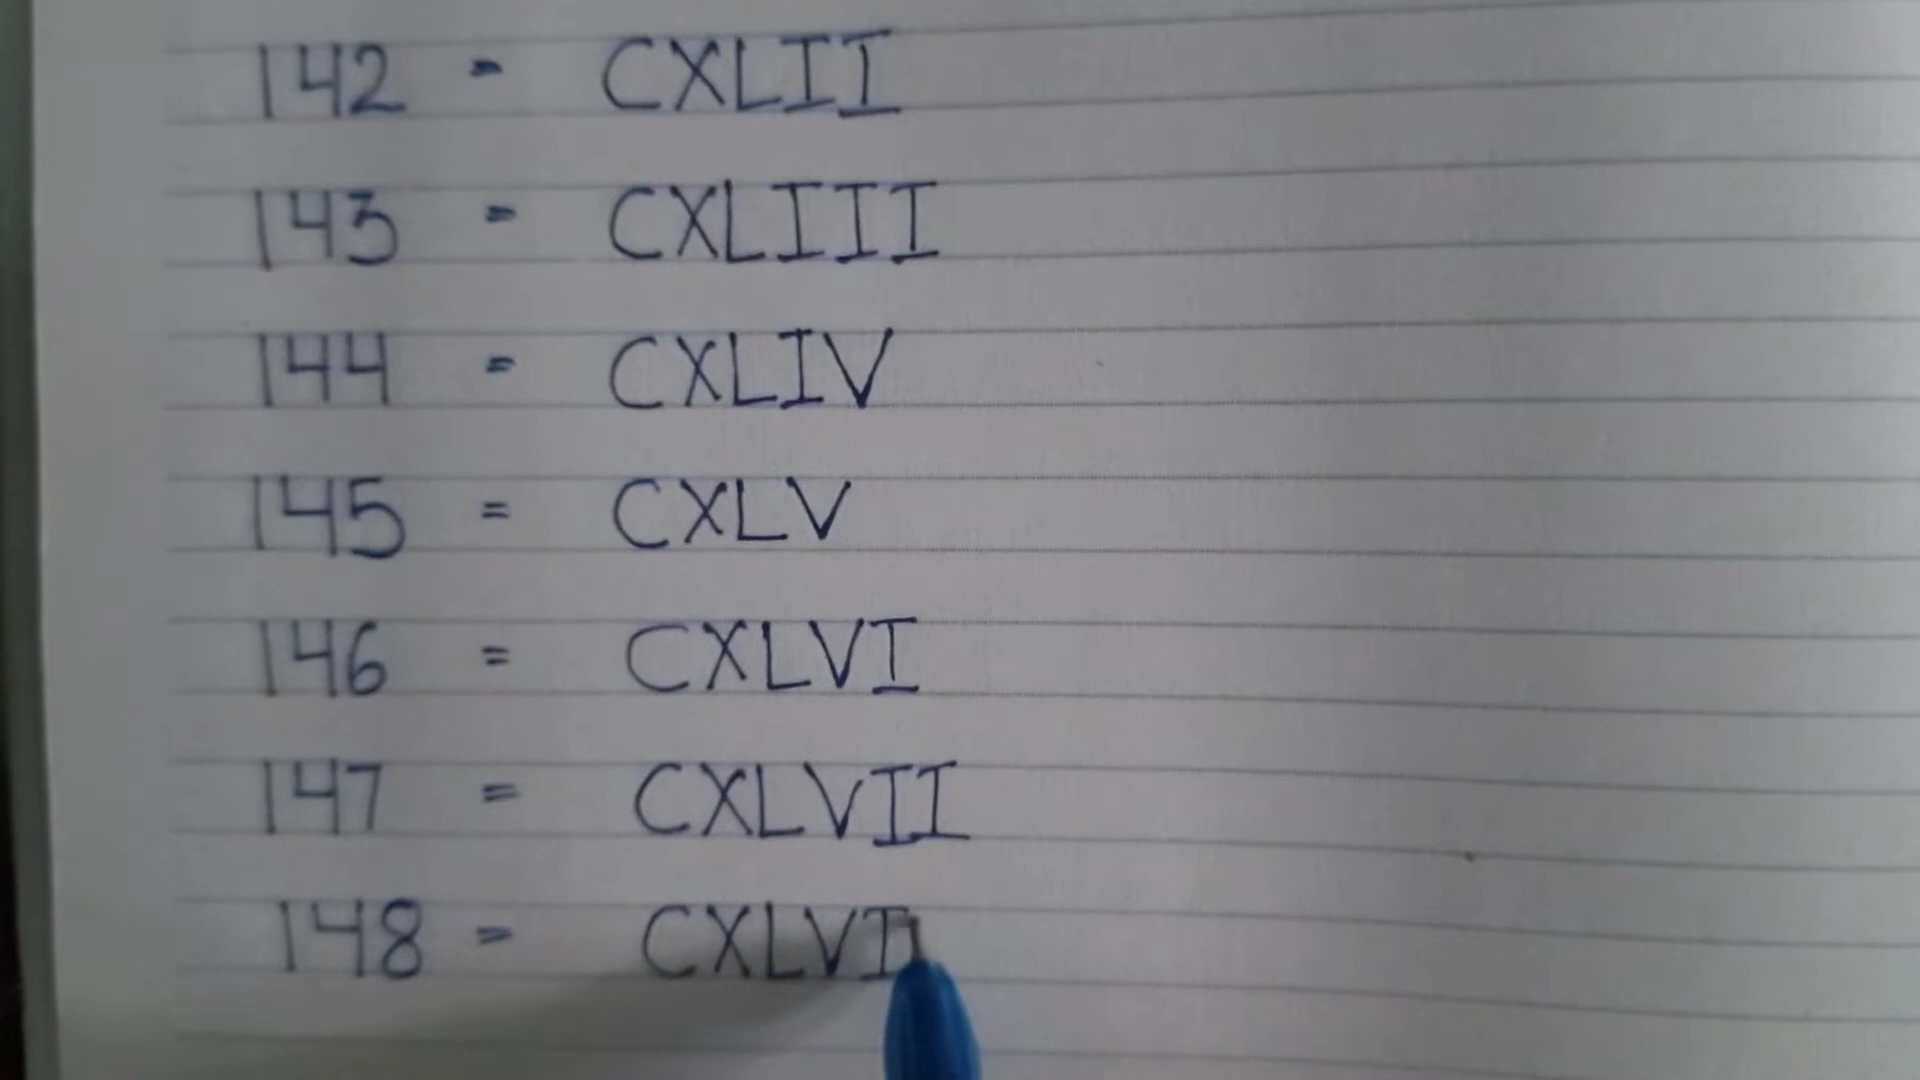 142 = CXLII
143 = CXLIII
144 = CXLIV
145 = CXLV
146 = CXLVI
147 = CXLVII
148 = CXLVI